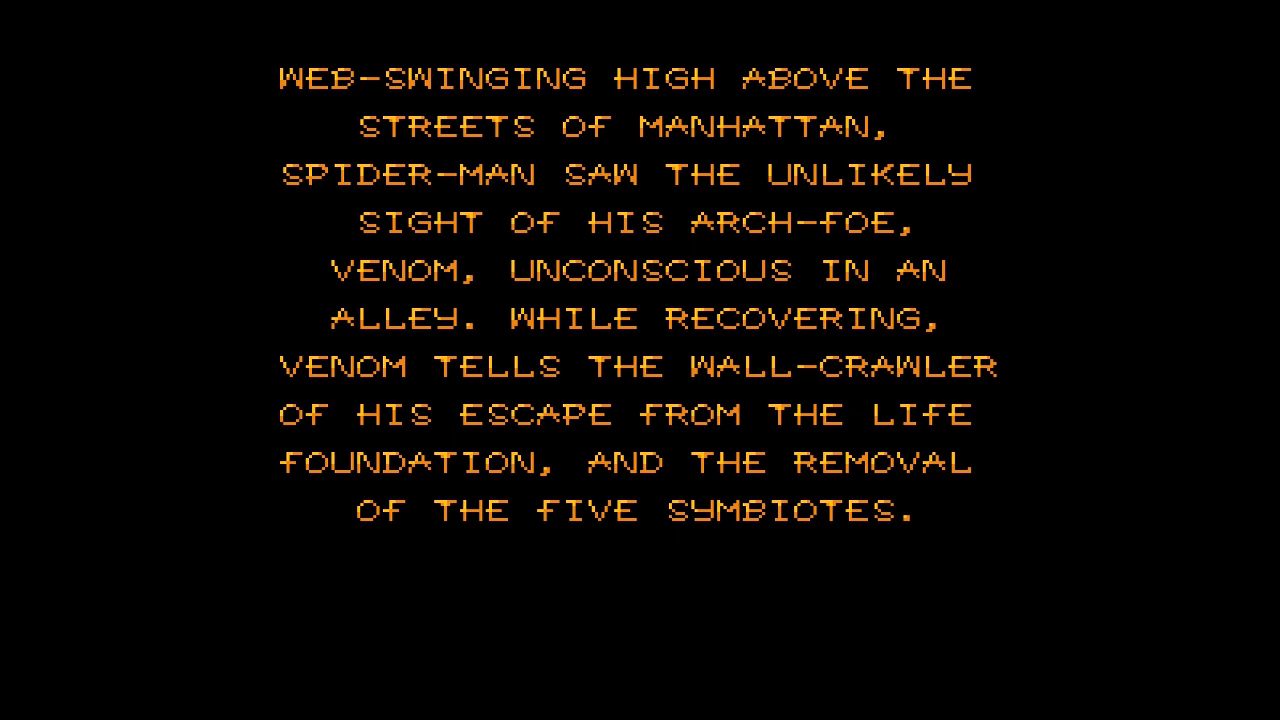 WEB-SWINGING HIGH ABOVE THE
STREETS OF MANHATTAN,
SPIDER-MAN SAW THE UNLIKELY
SIGHT OF HIS ARCH-FOE,
VENOM, UNCONSCIOUS IN AN
ALLEY. WHILE RECOVERING,
VENOM TELLS THE WALL-CRAWLER
OF HIS ESCAPE FROM THE LIFE
FOUNDATION, AND THE REMOVAL
OF THE FIVE SYMBIOTES.